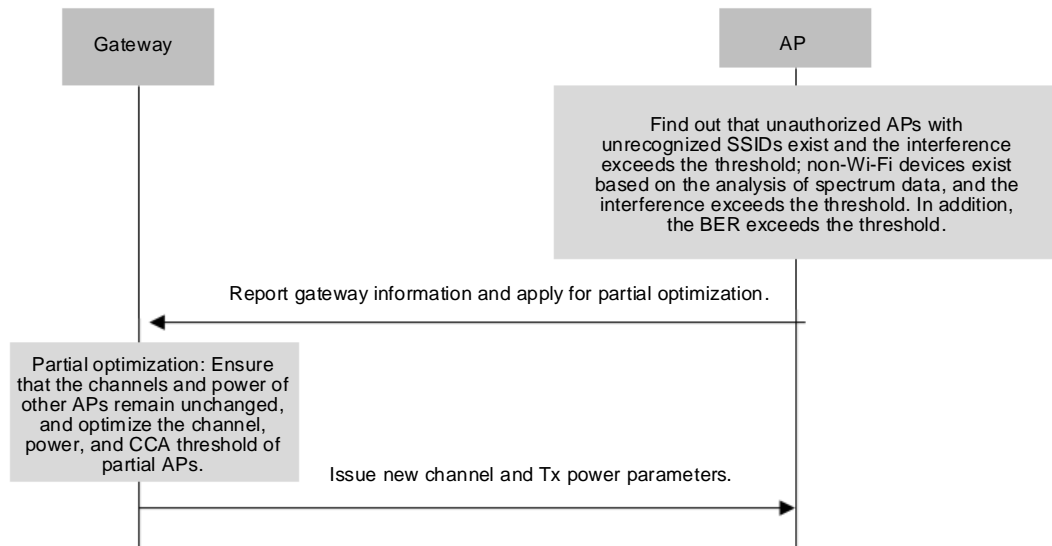 Gateway
AP
Find out that unauthorized APs with
unrecognized SSIDs exist and the interference
exceeds the threshold; non-Wi-Fi devices exist
based on the analysis of spectrum data, and the
interference exceeds the threshold. In addition,
the BER exceeds the threshold.
Report gateway information and apply for partial optimization.
Partial optimization: Ensure
that the channels and power of
other APs remain unchanged,
and optimize the channel,
power, and CCA threshold of
partial APs.
Issue new channel and Tx power parameters.